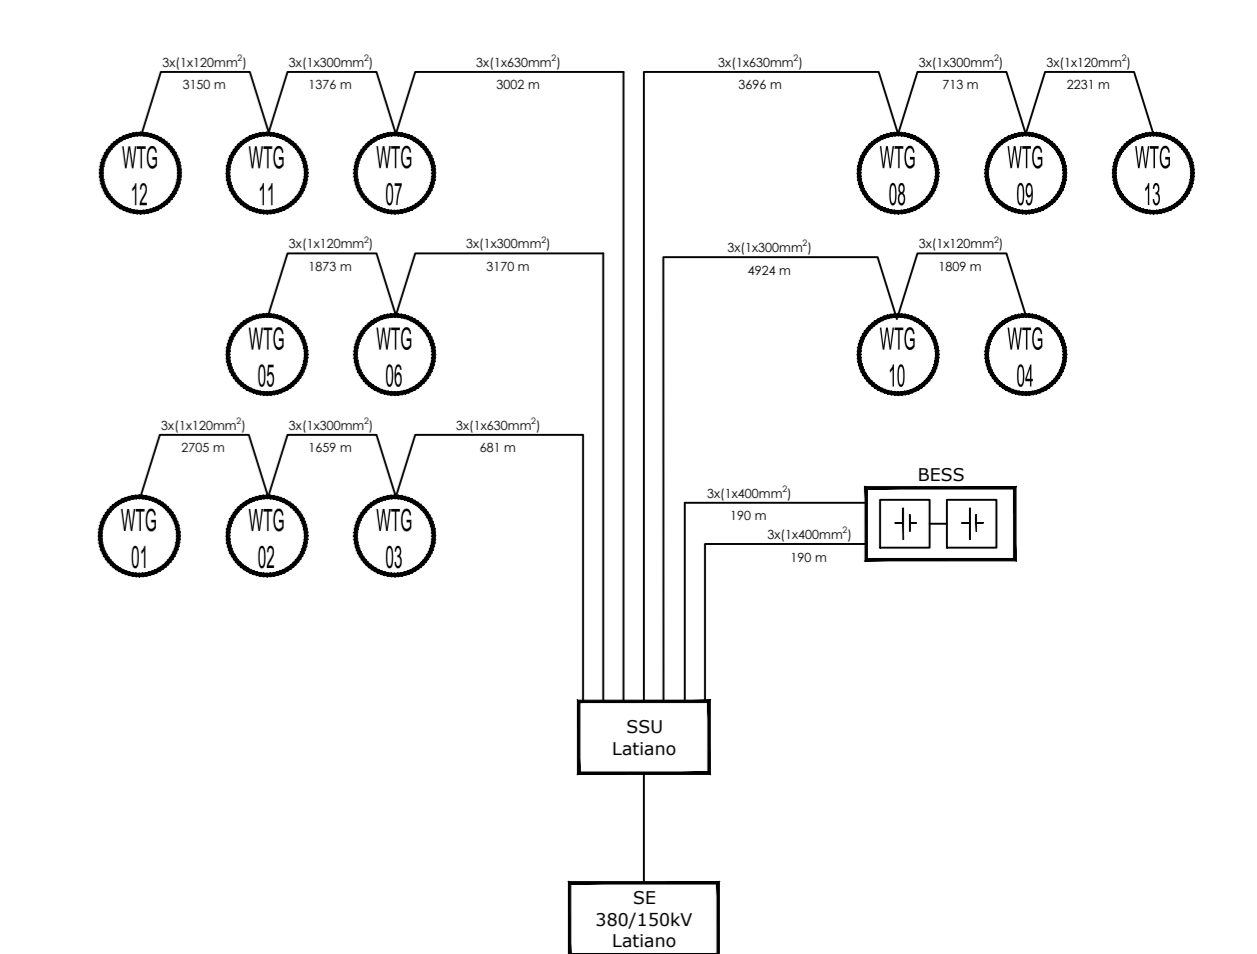 3x(1x120mm²)
3150 m
3x(1x300mm²)
1376 m
3x(1x630mm²)
3002 m
3x(1x630mm²)
3696 m
3x(1x300mm²)
713 m
3x(1x120mm²)
2231 m
WTG
12
WTG
11
WTG
07
WTG
08
WTG
09
WTG
13
3x(1x120mm²)
1873 m
3x(1x300mm²)
3170 m
3x(1x300mm²)
4924 m
3x(1x120mm²)
1809 m
WTG
05
WTG
06
WTG
10
WTG
04
3x(1x120mm²)
2705 m
3x(1x300mm²)
1659 m
3x(1x630mm²)
681 m
WTG
01
WTG
02
WTG
03
BESS
3x(1x400mm²)
190 m
3x(1x400mm²)
190 m
SSU
Latiano
SE
380/150kV
Latiano